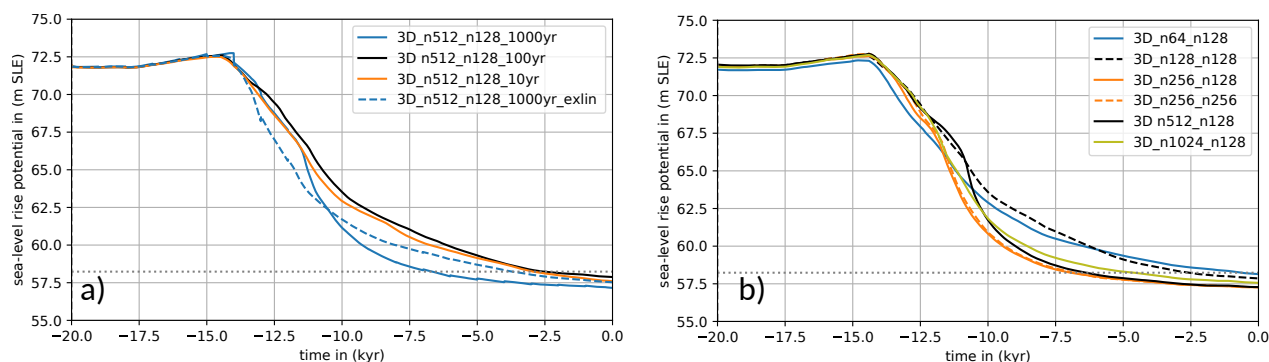 75.0
72.5
70.0
67.5
65.0
62.5
60.0
57.5
55.0
sea-level rise potential in (m SLE)
3D_n512_n128_1000yr
3D n512_n128_100yr
3D_n512_n128_10yr
3D_n512_n128_1000yr_exlin
a)
−20.0 −17.5 −15.0 −12.5 −10.0 −7.5 −5.0 −2.5 0.0
time in (kyr)
75.0
72.5
70.0
67.5
65.0
62.5
60.0
57.5
55.0
sea-level rise potential in (m SLE)
3D_n64_n128
3D_n128_n128
3D_n256_n128
3D_n256_n256
3D n512_n128
3D_n1024_n128
b)
−20.0 −17.5 −15.0 −12.5 −10.0 −7.5 −5.0 −2.5 0.0
time in (kyr)